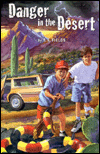 Danger
in the Desert